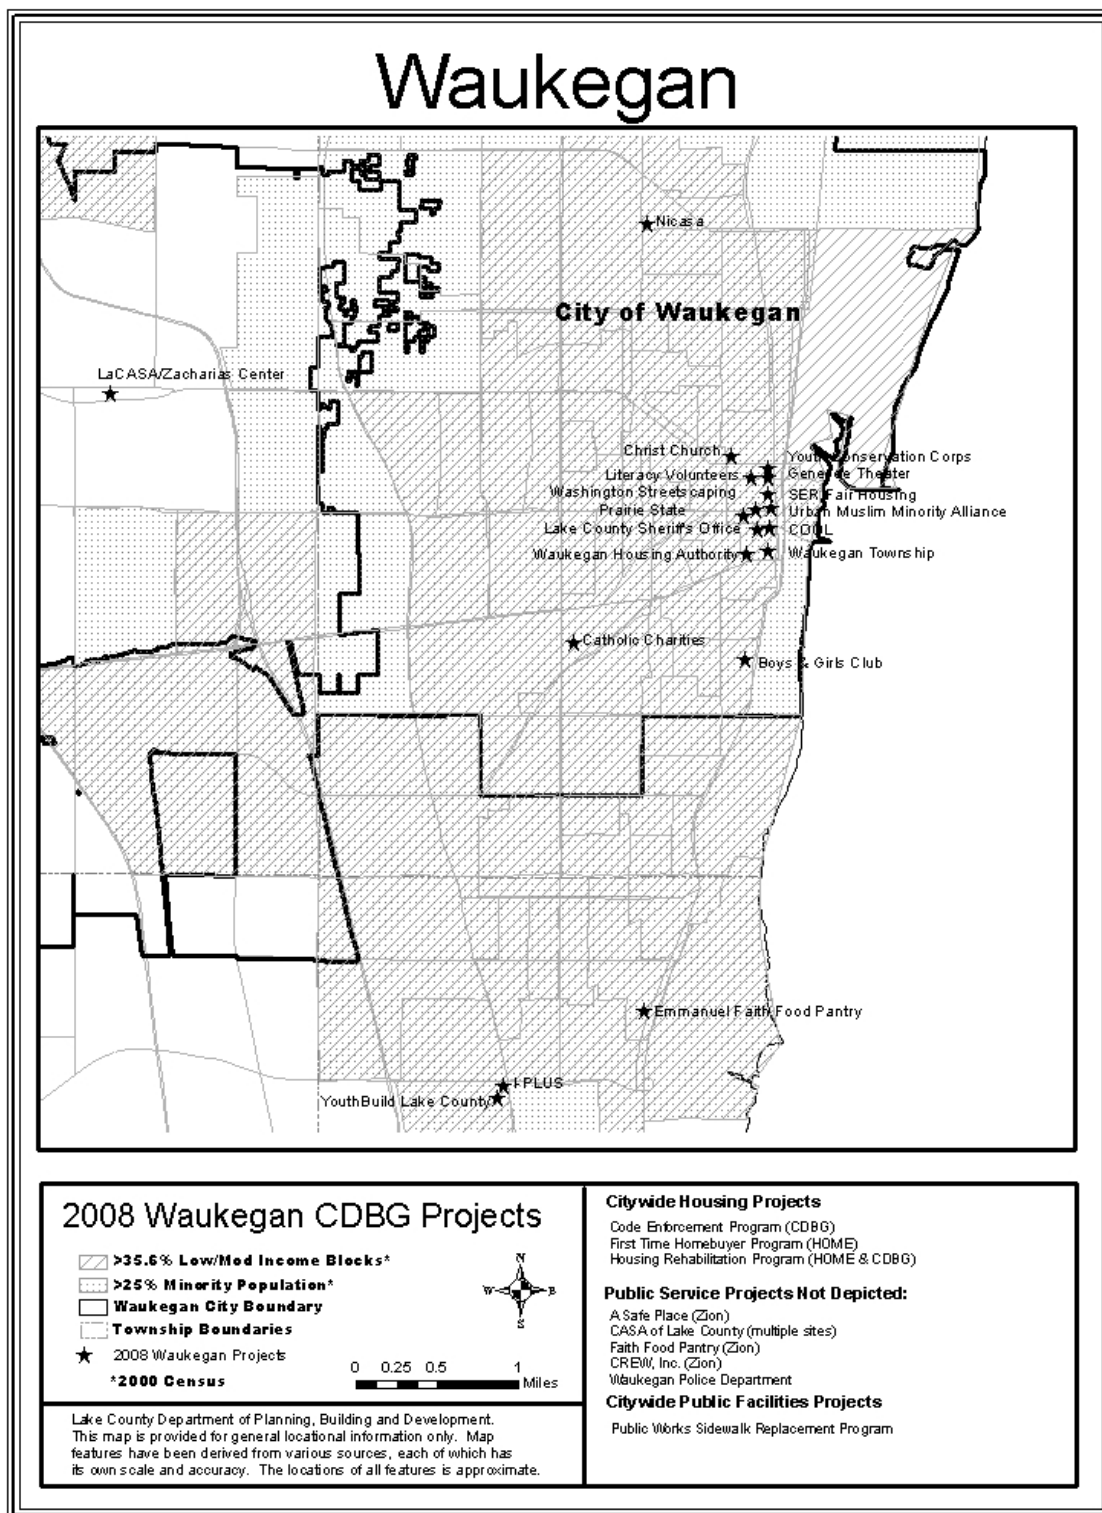 Waukegan
Nicasa
City of Waukegan
LaCASA/Zacharias Center
Christ Church
Youth Conservation Corps
Literacy Volunteers
Genesee Theater
Washington Streetscaping
SER Fair Housing
Prairie State
Urban Muslim Minority Alliance
Lake County Sheriff's Office
COOL
Waukegan Housing Authority
Waukegan Township
Catholic Charities
Boys & Girls Club
Emmanuel Faith Food Pantry
I-PLUS
YouthBuild Lake County
2008 Waukegan CDBG Projects
>35.6% Low/Mod Income Blocks*
>25% Minority Population*
Waukegan City Boundary
Township Boundaries
2008 Waukegan Projects
*2000 Census
N
W E
S
0 0.25 0.5 1
Miles
Lake County Department of Planning, Building and Development.
This map is provided for general locational information only. Map
features have been derived from various sources, each of which has
its own scale and accuracy. The locations of all features is approximate.
Citywide Housing Projects
Code Enforcement Program (CDBG)
First Time Homebuyer Program (HOME)
Housing Rehabilitation Program (HOME & CDBG)
Public Service Projects Not Depicted:
A Safe Place (Zion)
CASA of Lake County (multiple sites)
Faith Food Pantry (Zion)
CREW, Inc. (Zion)
Waukegan Police Department
Citywide Public Facilities Projects
Public Works Sidewalk Replacement Program